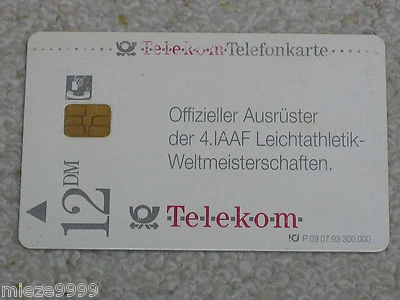 Telekom Telefonkarte
Offizieller Ausrüster
der 4.IAAF Leichtathletik-
Weltmeisterschaften.
12 DM
Telekom
P 09 07.93 300 000
mieze9999